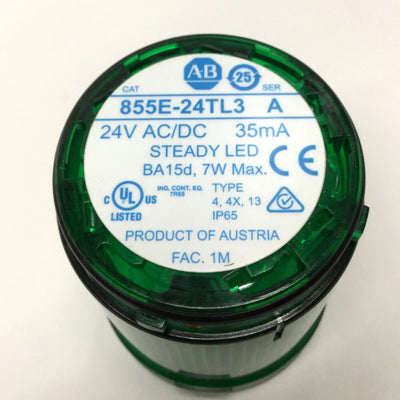 A-B 25
CAT SER
855E-24TL3 A
24V AC/DC 35mA
STEADY LED
BA15d, 7W Max. CE
C UL US LISTED
IND. CONT. EQ.
7R55
TYPE
4, 4X, 13
IP65
PRODUCT OF AUSTRIA
FAC. 1M